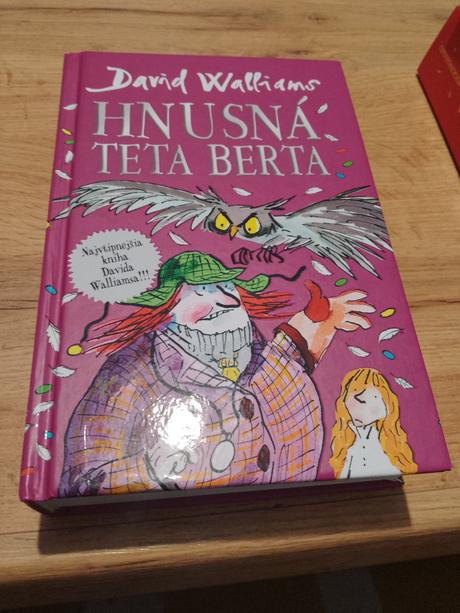 David Walliams
HNUSNÁ
TETA BERTA
Najvtipnejšia
kniha
Davida
Walliamsa!!!